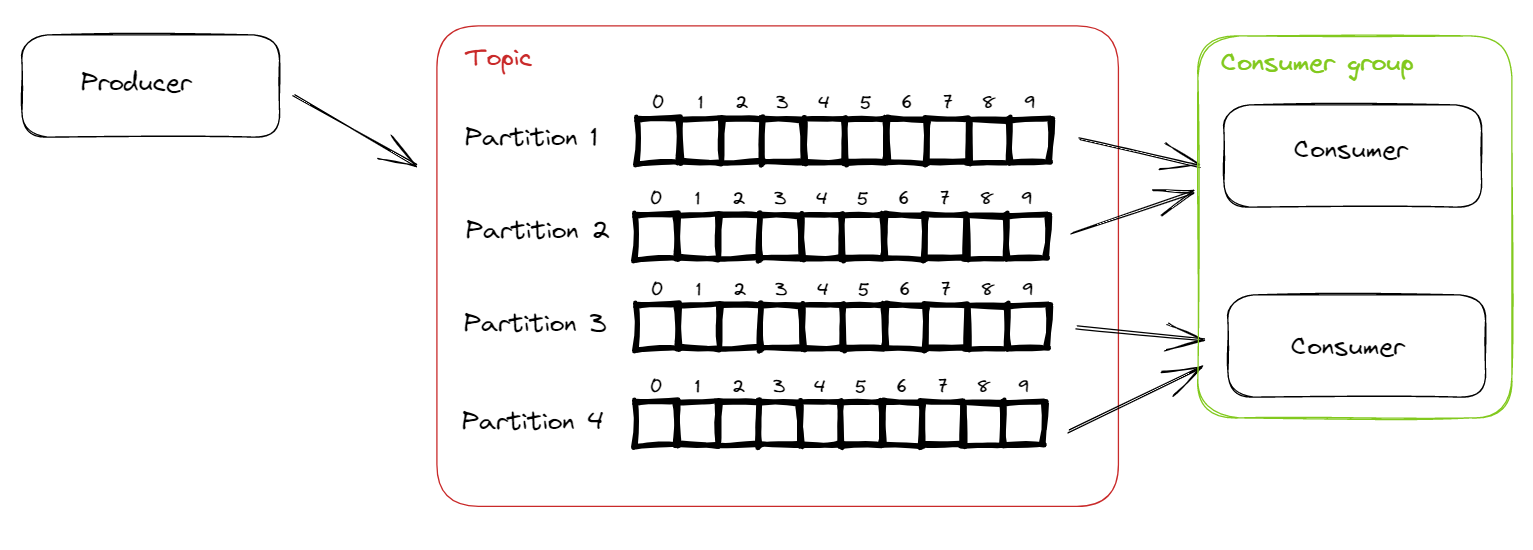 Producer
Topic
0 1 2 3 4 5 6 7 8 9
Partition 1
0 1 2 3 4 5 6 7 8 9
Partition 2
0 1 2 3 4 5 6 7 8 9
Partition 3
0 1 2 3 4 5 6 7 8 9
Partition 4
Consumer group
Consumer
Consumer